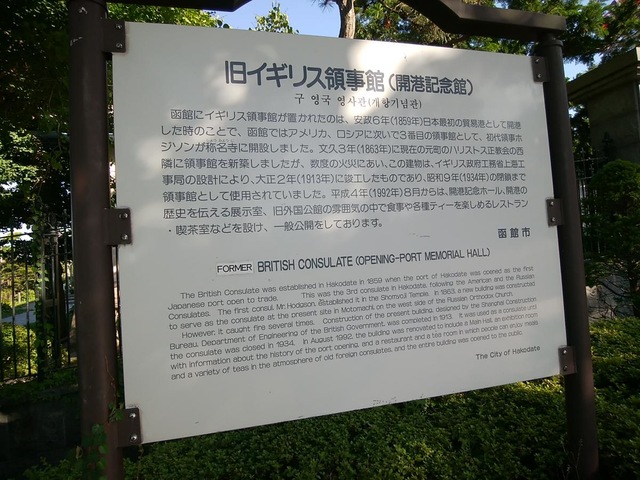 旧イギリス領事館（開港記念館）
구 영국 영사관(개항기념관)
函館にイギリス領事館が置かれたのは、安政6年(1859年)日本最初の貿易港として開港
した時のことで、函館ではアメリカ、ロシアに次いで3番目の領事館として、初代領事ホ
ジソンが称名寺に開設しました。文久3年(1863年)に現在の元町のハリストス正教会の西
隣に領事館を新築しましたが、数度の火災にあい、この建物は、イギリス政府工務省上海工
事局の設計により、大正2年(1913年)に竣工したものであり、昭和9年(1934年)の閉鎖まで
領事館として使用されていました。平成4年(1992年)8月からは、開港記念ホール、開港の
歴史を伝える展示室、旧外国公館の雰囲気の中で食事や各種ティーを楽しめるレストラン
・喫茶室などを設け、一般公開をしております。
函館市
FORMER BRITISH CONSULATE (OPENING-PORT MEMORIAL HALL)
The British Consulate was established in Hakodate in 1859 when the port of Hakodate was opened as the first
Japanese port open to trade. This was the 3rd consulate in Hakodate, following the American and the Russian
Consulates. The first consul, Mr. Hodgson, established it in the Shomyoji Temple. In 1863, a new building was constructed
to serve as the consulate at the present site in Motomachi, on the west side of the Russian Orthodox Church.
However, it caught fire several times. Construction of the present building, designed by the Shanghai Construction
Bureau, Department of Engineering of the British Government, was completed in 1913. It was used as a consulate until
the consulate was closed in 1934. In August 1992, the building was renovated to include a Main Hall, an exhibition room
with information about the history of the port opening, and a restaurant and a tea room in which people can enjoy meals
and a variety of teas in the atmosphere of old foreign consulates, and the entire building was opened to the public.
The City of Hakodate